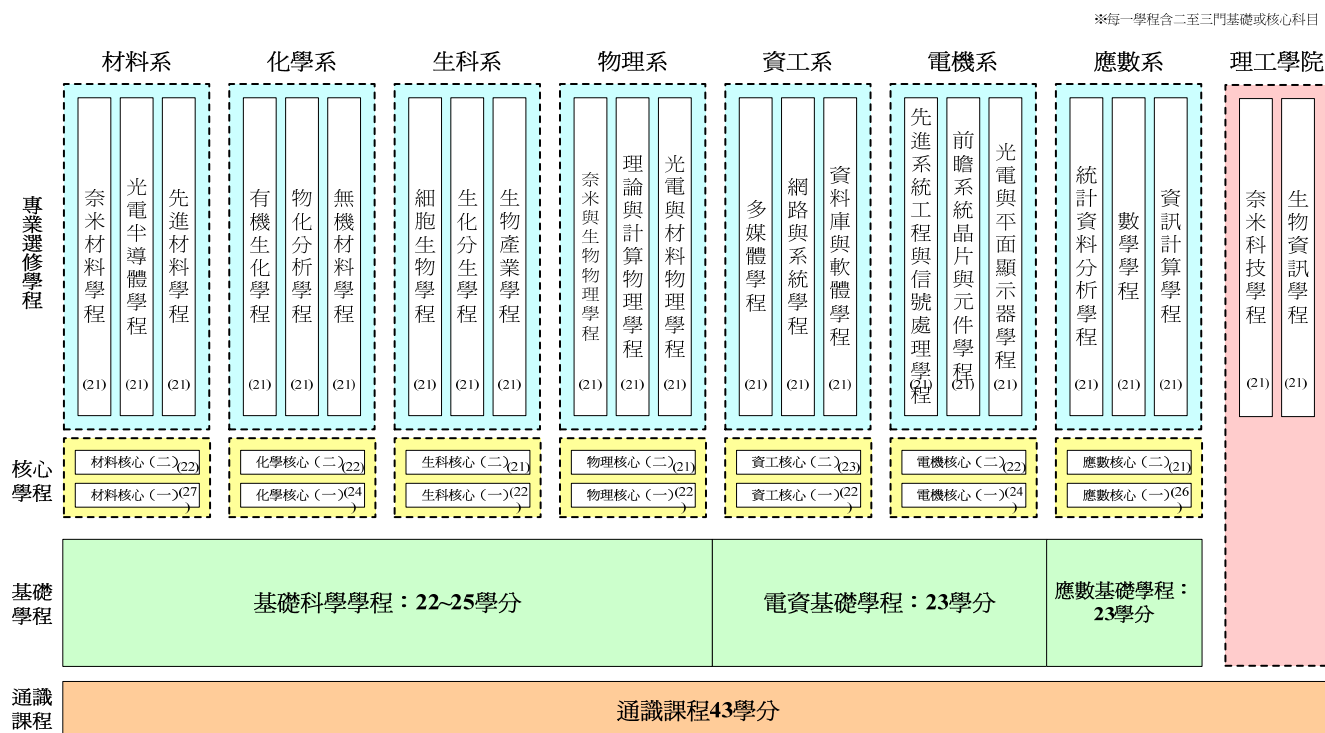 ※每一學程含二至三門基礎或核心科目
材料系
化學系
生科系
物理系
資工系
電機系
應數系
理工學院
專業選修學程
奈米材料學程
(21)
光電半導體學程
(21)
先進材料學程
(21)
有機生化學程
(21)
物化分析學程
(21)
無機材料學程
(21)
細胞生物學程
(21)
生化分生學程
(21)
生物產業學程
(21)
奈米與生物物理學程
(21)
理論與計算物理學程
(21)
光電與材料物理學程
(21)
多媒體學程
(21)
網路與系統學程
(21)
資料庫與軟體學程
(21)
先進系統工程與信號處理學程
(21)
前瞻系統晶片與元件學程
(21)
光電與平面顯示器學程
(21)
統計資料分析學程
(21)
數學學程
(21)
資訊計算學程
(21)
奈米科技學程
(21)
生物資訊學程
(21)
核心
學程
材料核心（二）(22)
材料核心（一）(27)
化學核心（二）(22)
化學核心（一）(24)
生科核心（二）(21)
生科核心（一）(22)
物理核心（二）(21)
物理核心（一）(22)
資工核心（二）(23)
資工核心（一）(22)
電機核心（二）(22)
電機核心（一）(24)
應數核心（二）(21)
應數核心（一）(26)
基礎
學程
基礎科學學程：22~25學分
電資基礎學程：23學分
應數基礎學程：
23學分
通識
課程
通識課程43學分